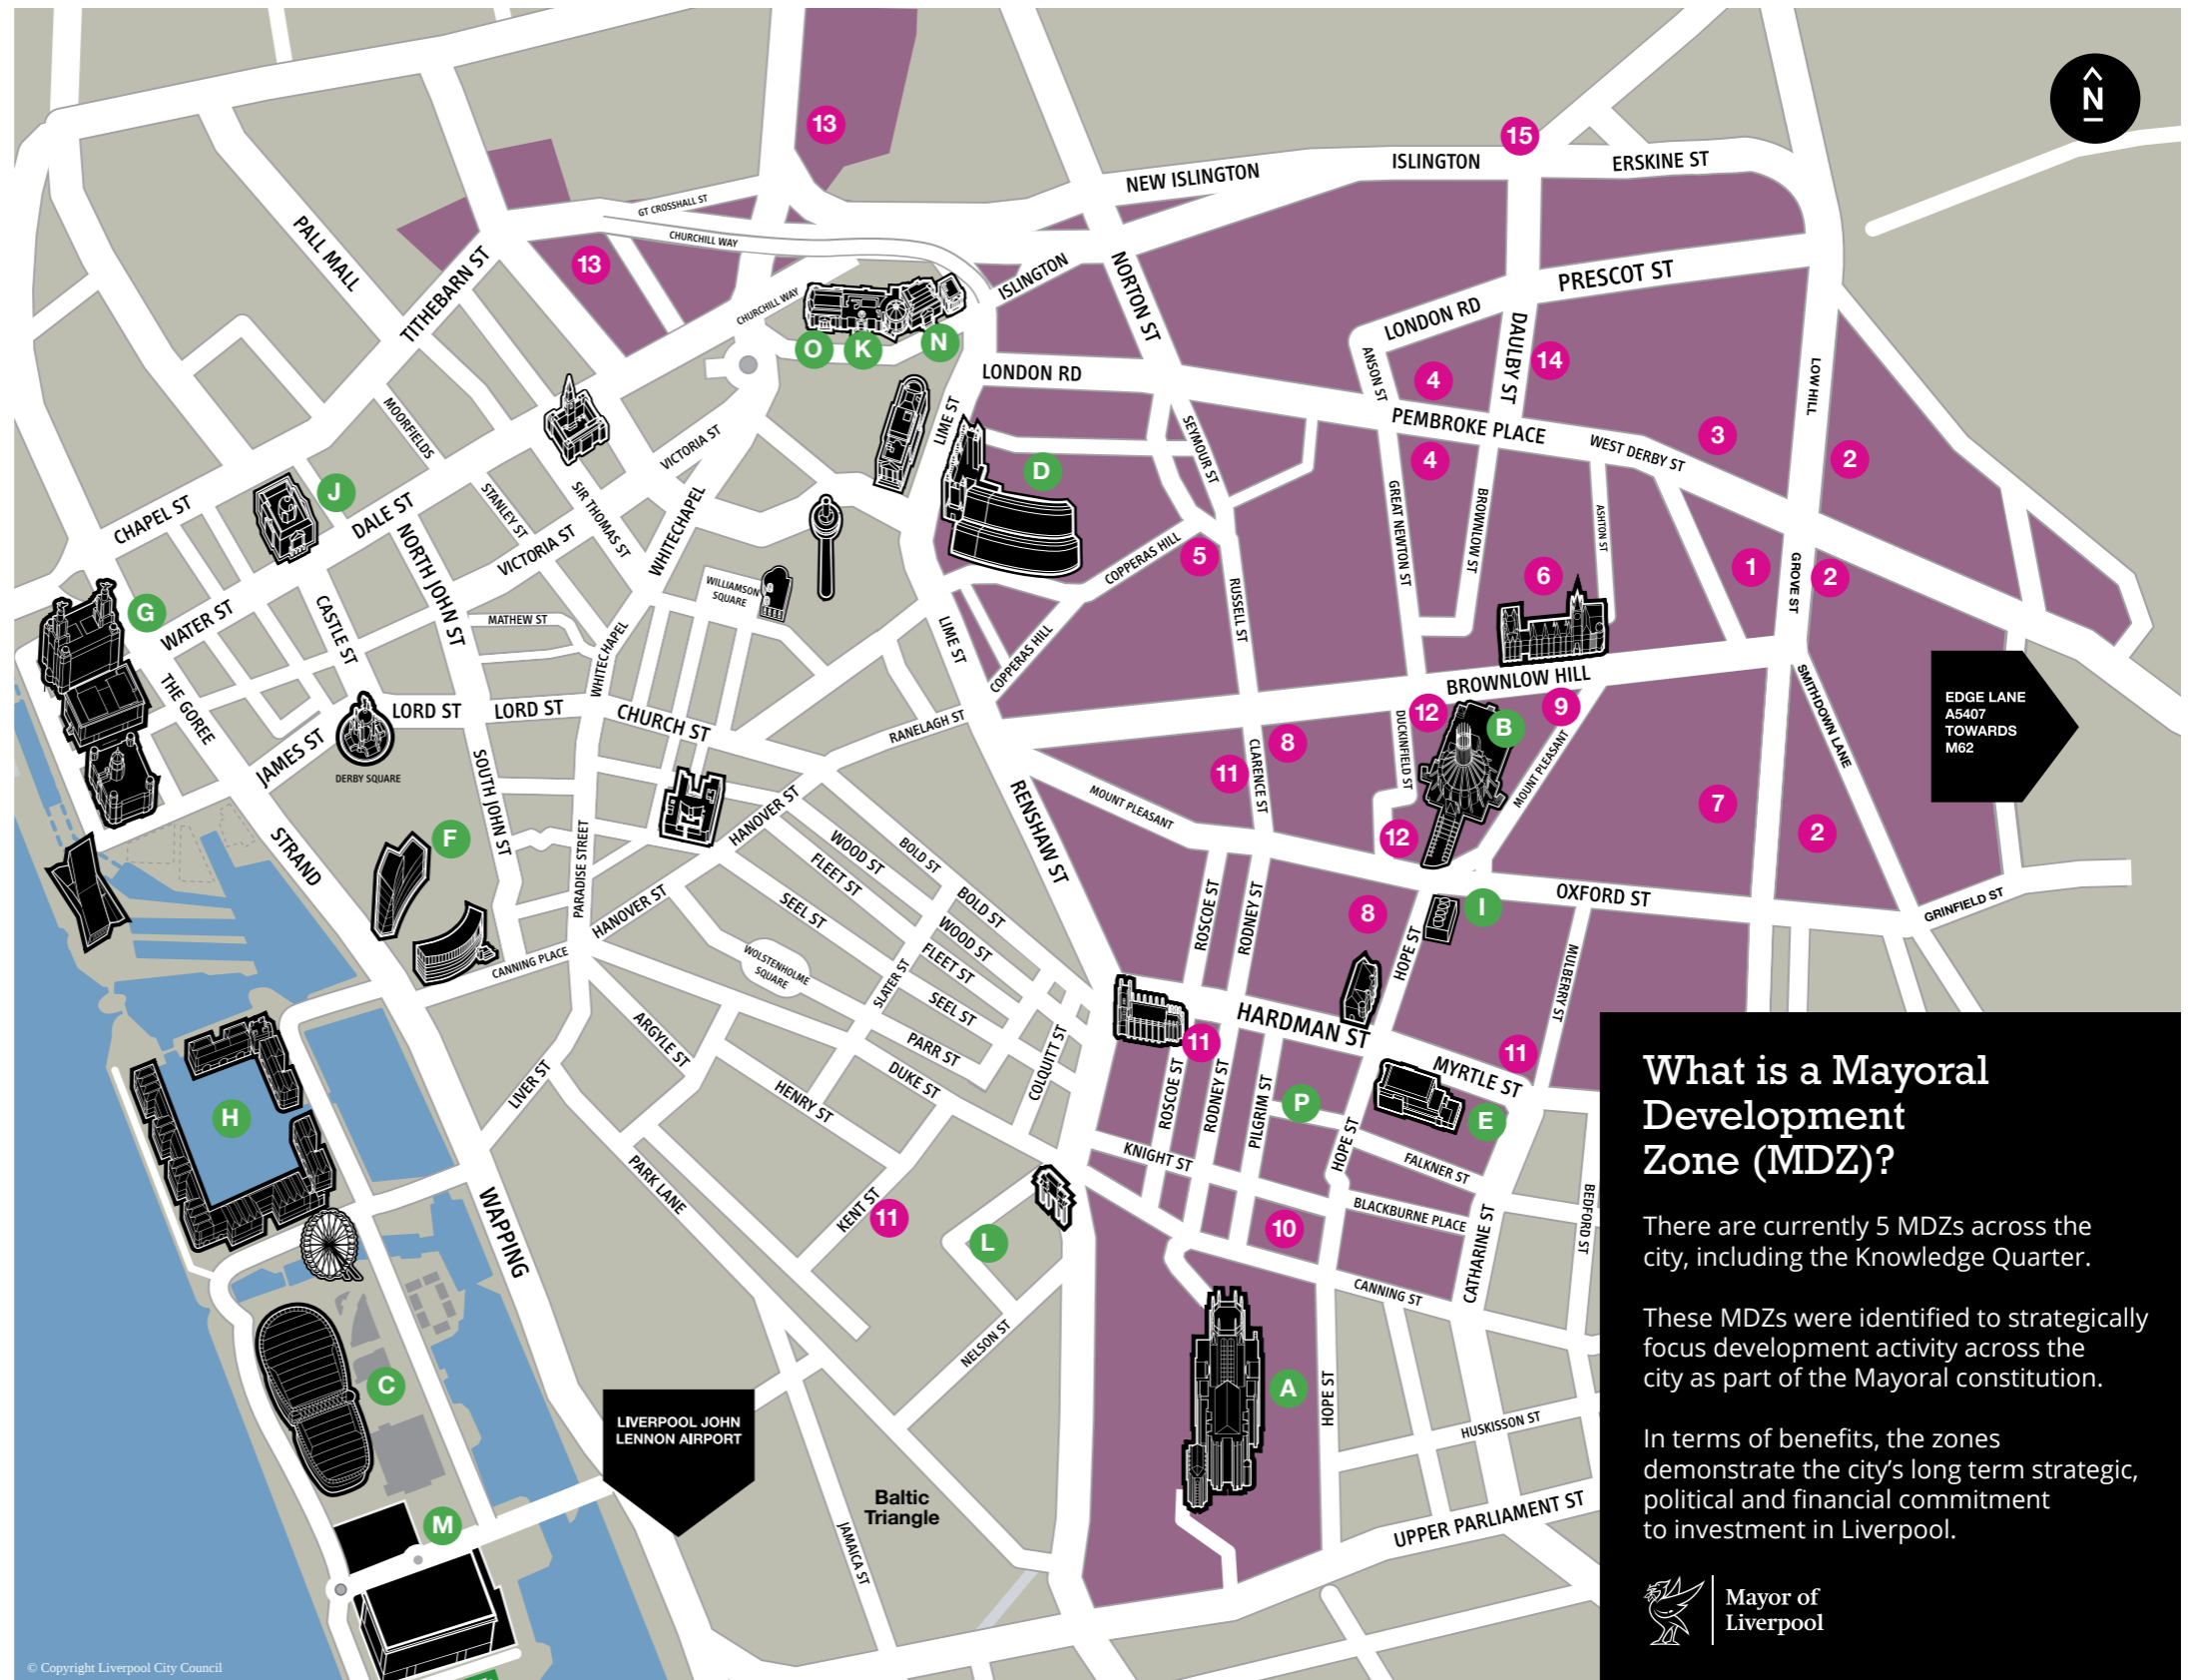 N
13
15
ISLINGTON
ERSKINE ST
NEW ISLINGTON
GT CROSSHALL ST
CHURCHILL WAY
PALL MALL
TITHEBARN ST
13
ISLINGTON
NORTON ST
PRESCOT ST
CHURCHILL WAY
LONDON RD
O
K
N
DAULBY ST
14
LONDON RD
ANSON ST
4
LOW HILL
MOORFIELDS
LIME ST
PEMBROKE PLACE
WEST DERBY ST
3
2
VICTORIA ST
SEYMOUR ST
4
D
J
CHAPEL ST
DALE ST
STANLEY ST
SIR THOMAS ST
WHITECHAPEL
GREAT NEWTON ST
BROWNLOW ST
ASHTON ST
NORTH JOHN ST
VICTORIA ST
COPPERAS HILL
5
6
1
GROVE ST
2
WILLIAMSON
SQUARE
G
WATER ST
CASTLE ST
MATHEW ST
RUSSELL ST
LIME ST
COPPERAS HILL
WHITECHAPEL
BROWNLOW HILL
SMITHDOWN LANE
EDGE LANE
A5407
TOWARDS
M62
THE GOREE
LORD ST
LORD ST
CHURCH ST
RANELAGH ST
JAMES ST
DERBY SQUARE
12
DUCKINFIELD ST
B
9
8
CLARENCE ST
11
MOUNT PLEASANT
SOUTH JOHN ST
RENSHAW ST
MOUNT PLEASANT
7
2
12
HANOVER ST
STRAND
F
PARADISE STREET
WOOD ST
BOLD ST
FLEET ST
SEEL ST
HANOVER ST
BOLD ST
WOOD ST
FLEET ST
SEEL ST
ROSCOE ST
RODNEY ST
8
I
OXFORD ST
GRINFIELD ST
HOPE ST
MULBERRY ST
CANNING PLACE
WOLSTENHOLME
SQUARE
SLATER ST
HARDMAN ST
11
MYRTLE ST
11
ARGYLE ST
PARR ST
COLQUITT ST
DUKE ST
HENRY ST
LIVER ST
H
ROSCOE ST
RODNEY ST
PILGRIM ST
P
E
HOPE ST
FALKNER ST
KNIGHT ST
PARK LANE
WAPPING
KENT ST
11
L
10
BLACKBURNE PLACE
CATHARINE ST
BEDFORD ST
CANNING ST
NELSON ST
C
A
HOPE ST
HUSKISSON ST
LIVERPOOL JOHN
LENNON AIRPORT
Baltic
Triangle
JAMAICA ST
UPPER PARLIAMENT ST
M
What is a Mayoral
Development
Zone (MDZ)?
There are currently 5 MDZs across the
city, including the Knowledge Quarter.
These MDZs were identified to strategically
focus development activity across the
city as part of the Mayoral constitution.
In terms of benefits, the zones
demonstrate the city’s long term strategic,
political and financial commitment
to investment in Liverpool.
Mayor of
Liverpool
© Copyright Liverpool City Council